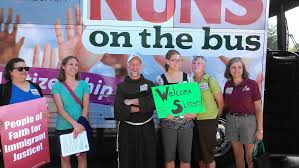 NUNS
on the bus
Welcome
Sisters!
People of
Faith for
Immigrant
Justice!